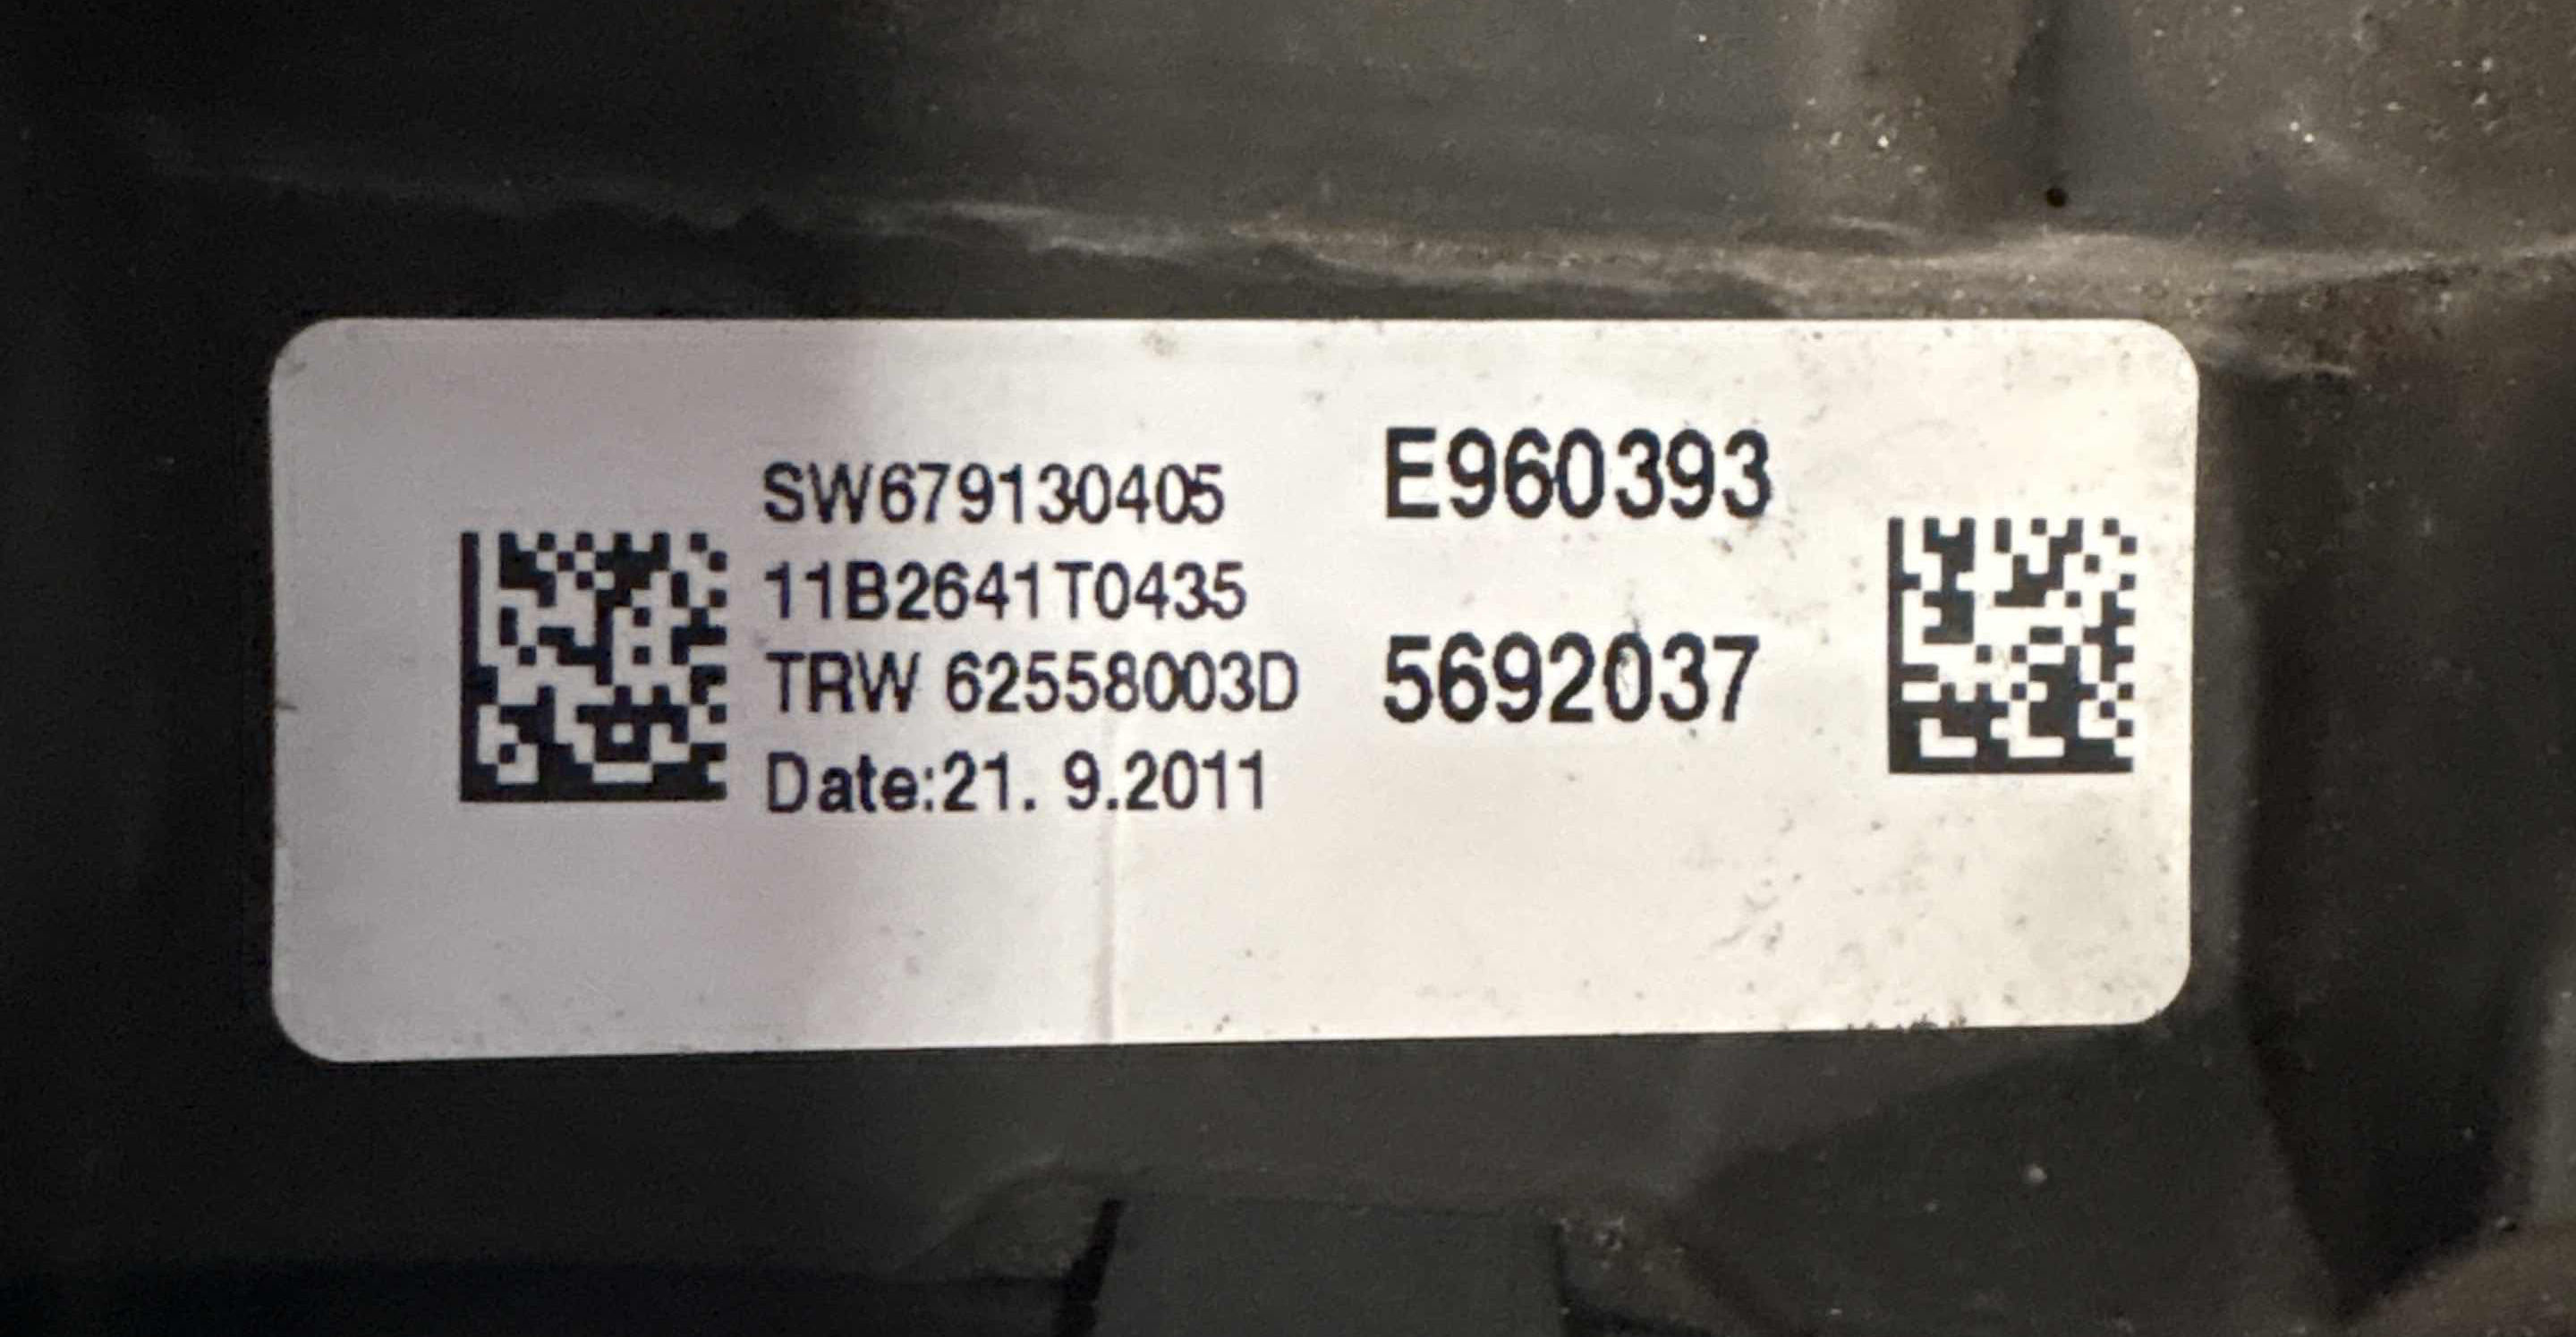 SW679130405
11B2641T0435
TRW 62558003D
Date:21. 9.2011
E960393
5692037